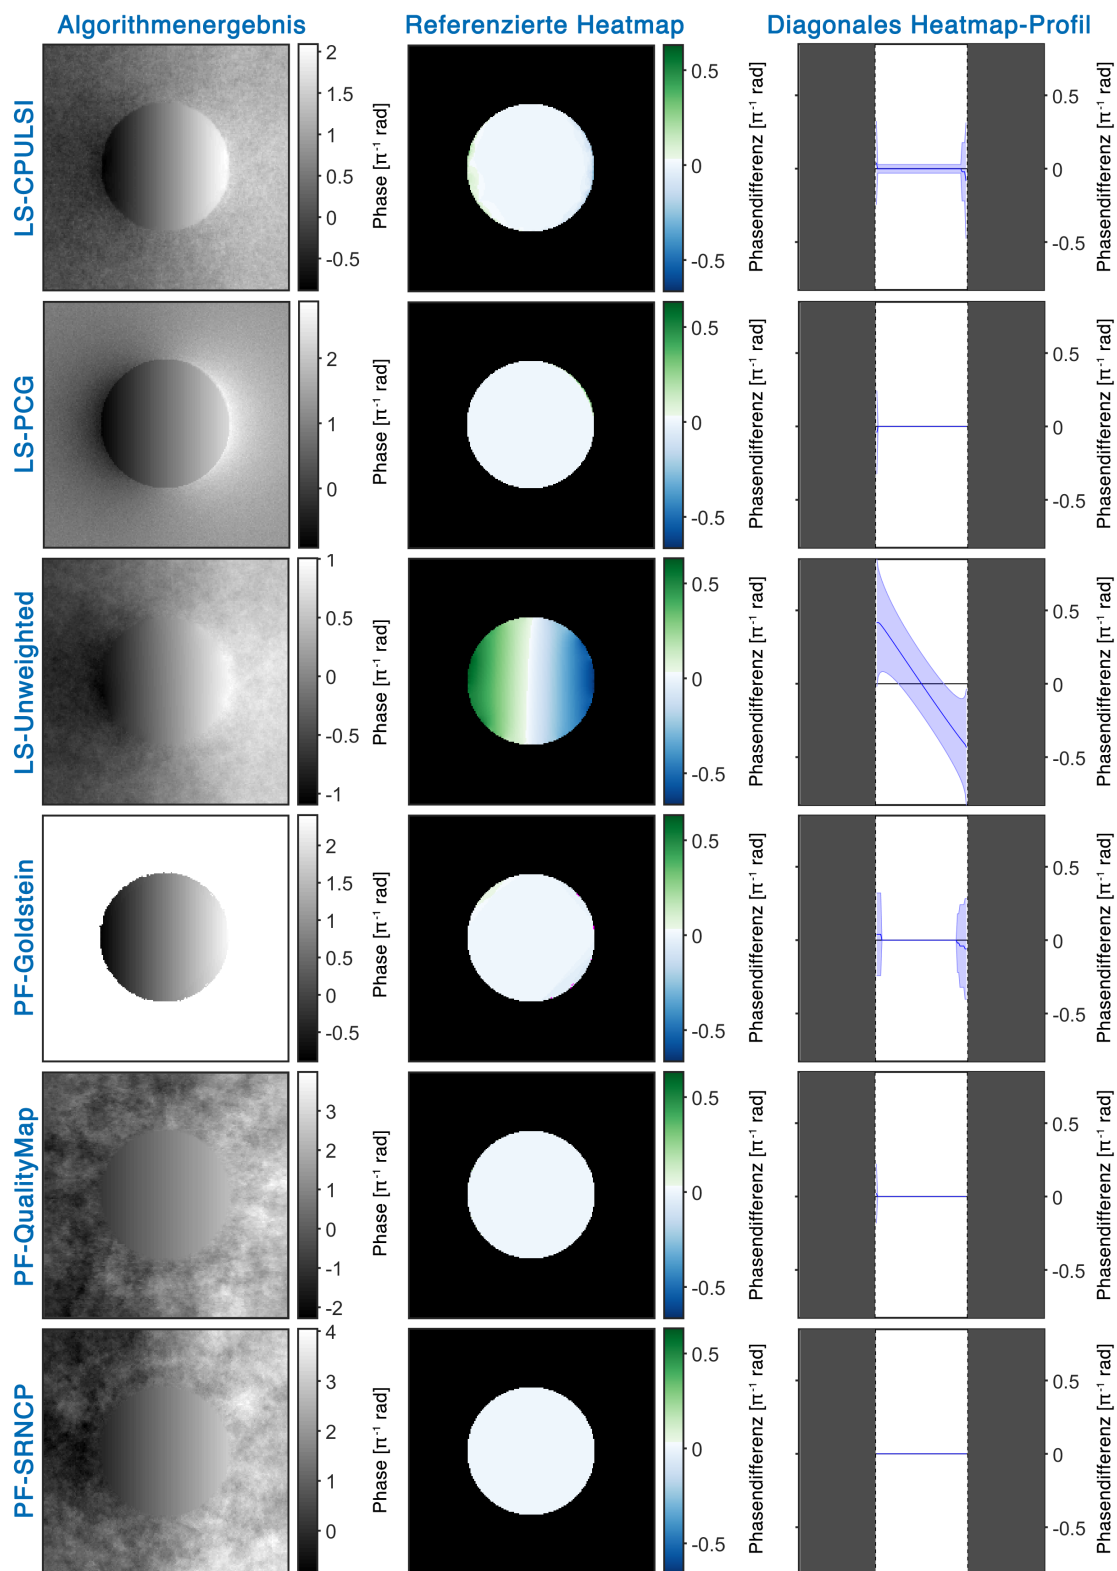 Algorithmenergebnis
Referenzierte Heatmap
Diagonales Heatmap-Profil
LS-CPULSI
2
1.5
1
0.5
0
-0.5
Phase [π⁻¹ rad]
0.5
0
-0.5
Phasendifferenz [π⁻¹ rad]
0.5
0
-0.5
Phasendifferenz [π⁻¹ rad]
LS-PCG
2
1
0
Phase [π⁻¹ rad]
0.5
0
-0.5
Phasendifferenz [π⁻¹ rad]
0.5
0
-0.5
Phasendifferenz [π⁻¹ rad]
LS-Unweighted
1
0.5
0
-0.5
-1
Phase [π⁻¹ rad]
0.5
0
-0.5
Phasendifferenz [π⁻¹ rad]
0.5
0
-0.5
Phasendifferenz [π⁻¹ rad]
PF-Goldstein
2
1.5
1
0.5
0
-0.5
Phase [π⁻¹ rad]
0.5
0
-0.5
Phasendifferenz [π⁻¹ rad]
0.5
0
-0.5
Phasendifferenz [π⁻¹ rad]
PF-QualityMap
3
2
1
0
-1
-2
Phase [π⁻¹ rad]
0.5
0
-0.5
Phasendifferenz [π⁻¹ rad]
0.5
0
-0.5
Phasendifferenz [π⁻¹ rad]
PF-SRNCP
4
3
2
1
0
Phase [π⁻¹ rad]
0.5
0
-0.5
Phasendifferenz [π⁻¹ rad]
0.5
0
-0.5
Phasendifferenz [π⁻¹ rad]